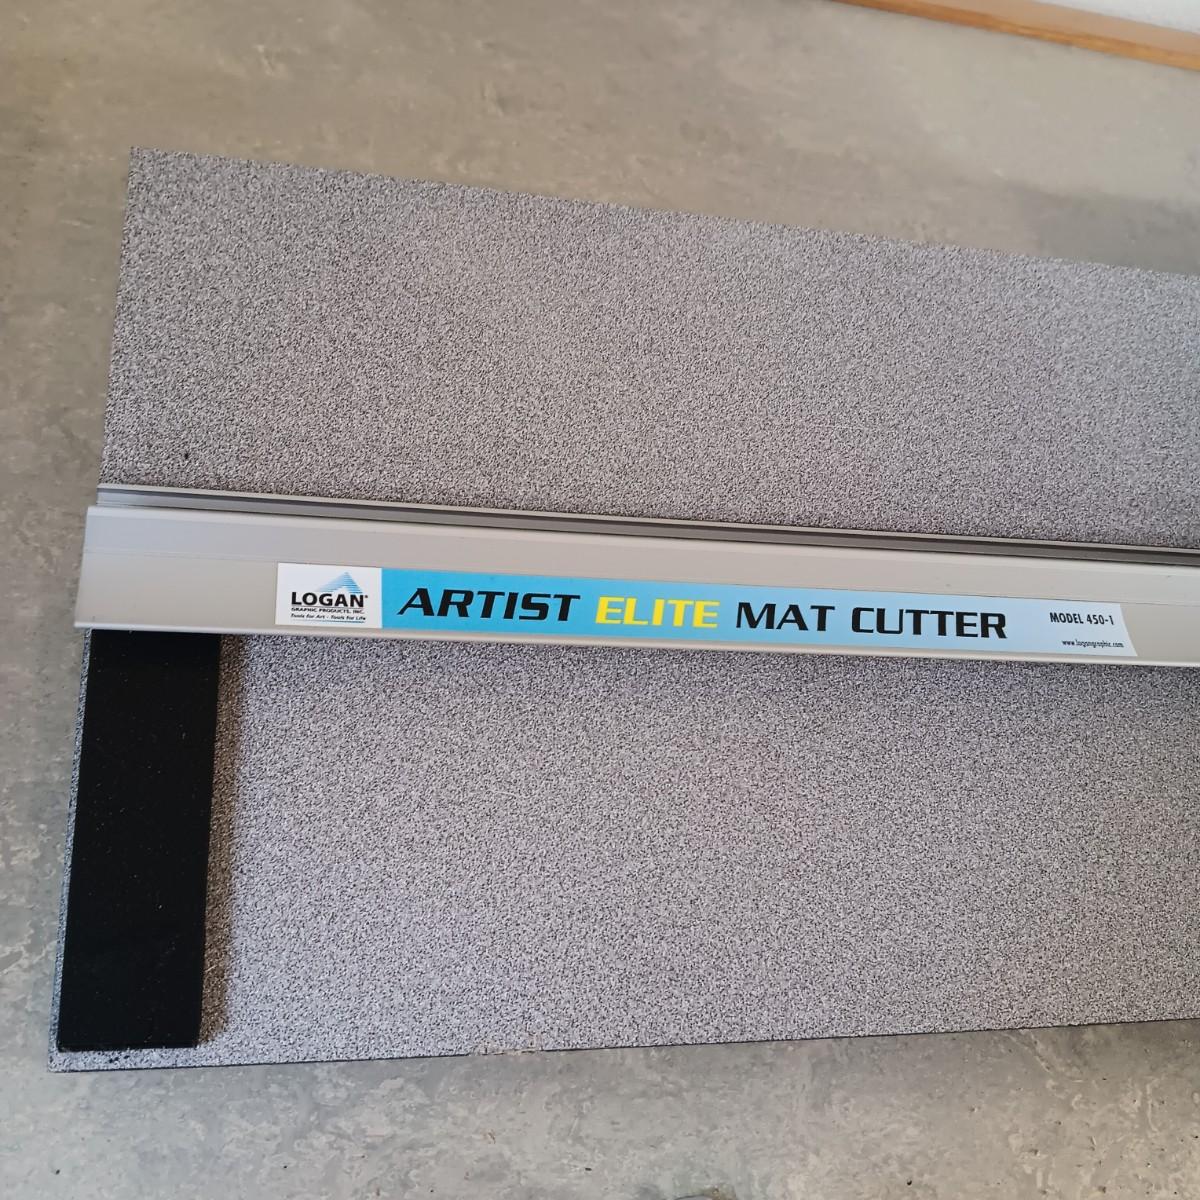 LOGAN®
GRAPHIC PRODUCTS, INC.
Tools for Art - Tools for Life
ARTIST ELITE MAT CUTTER
MODEL 450-1
www.logangraphic.com